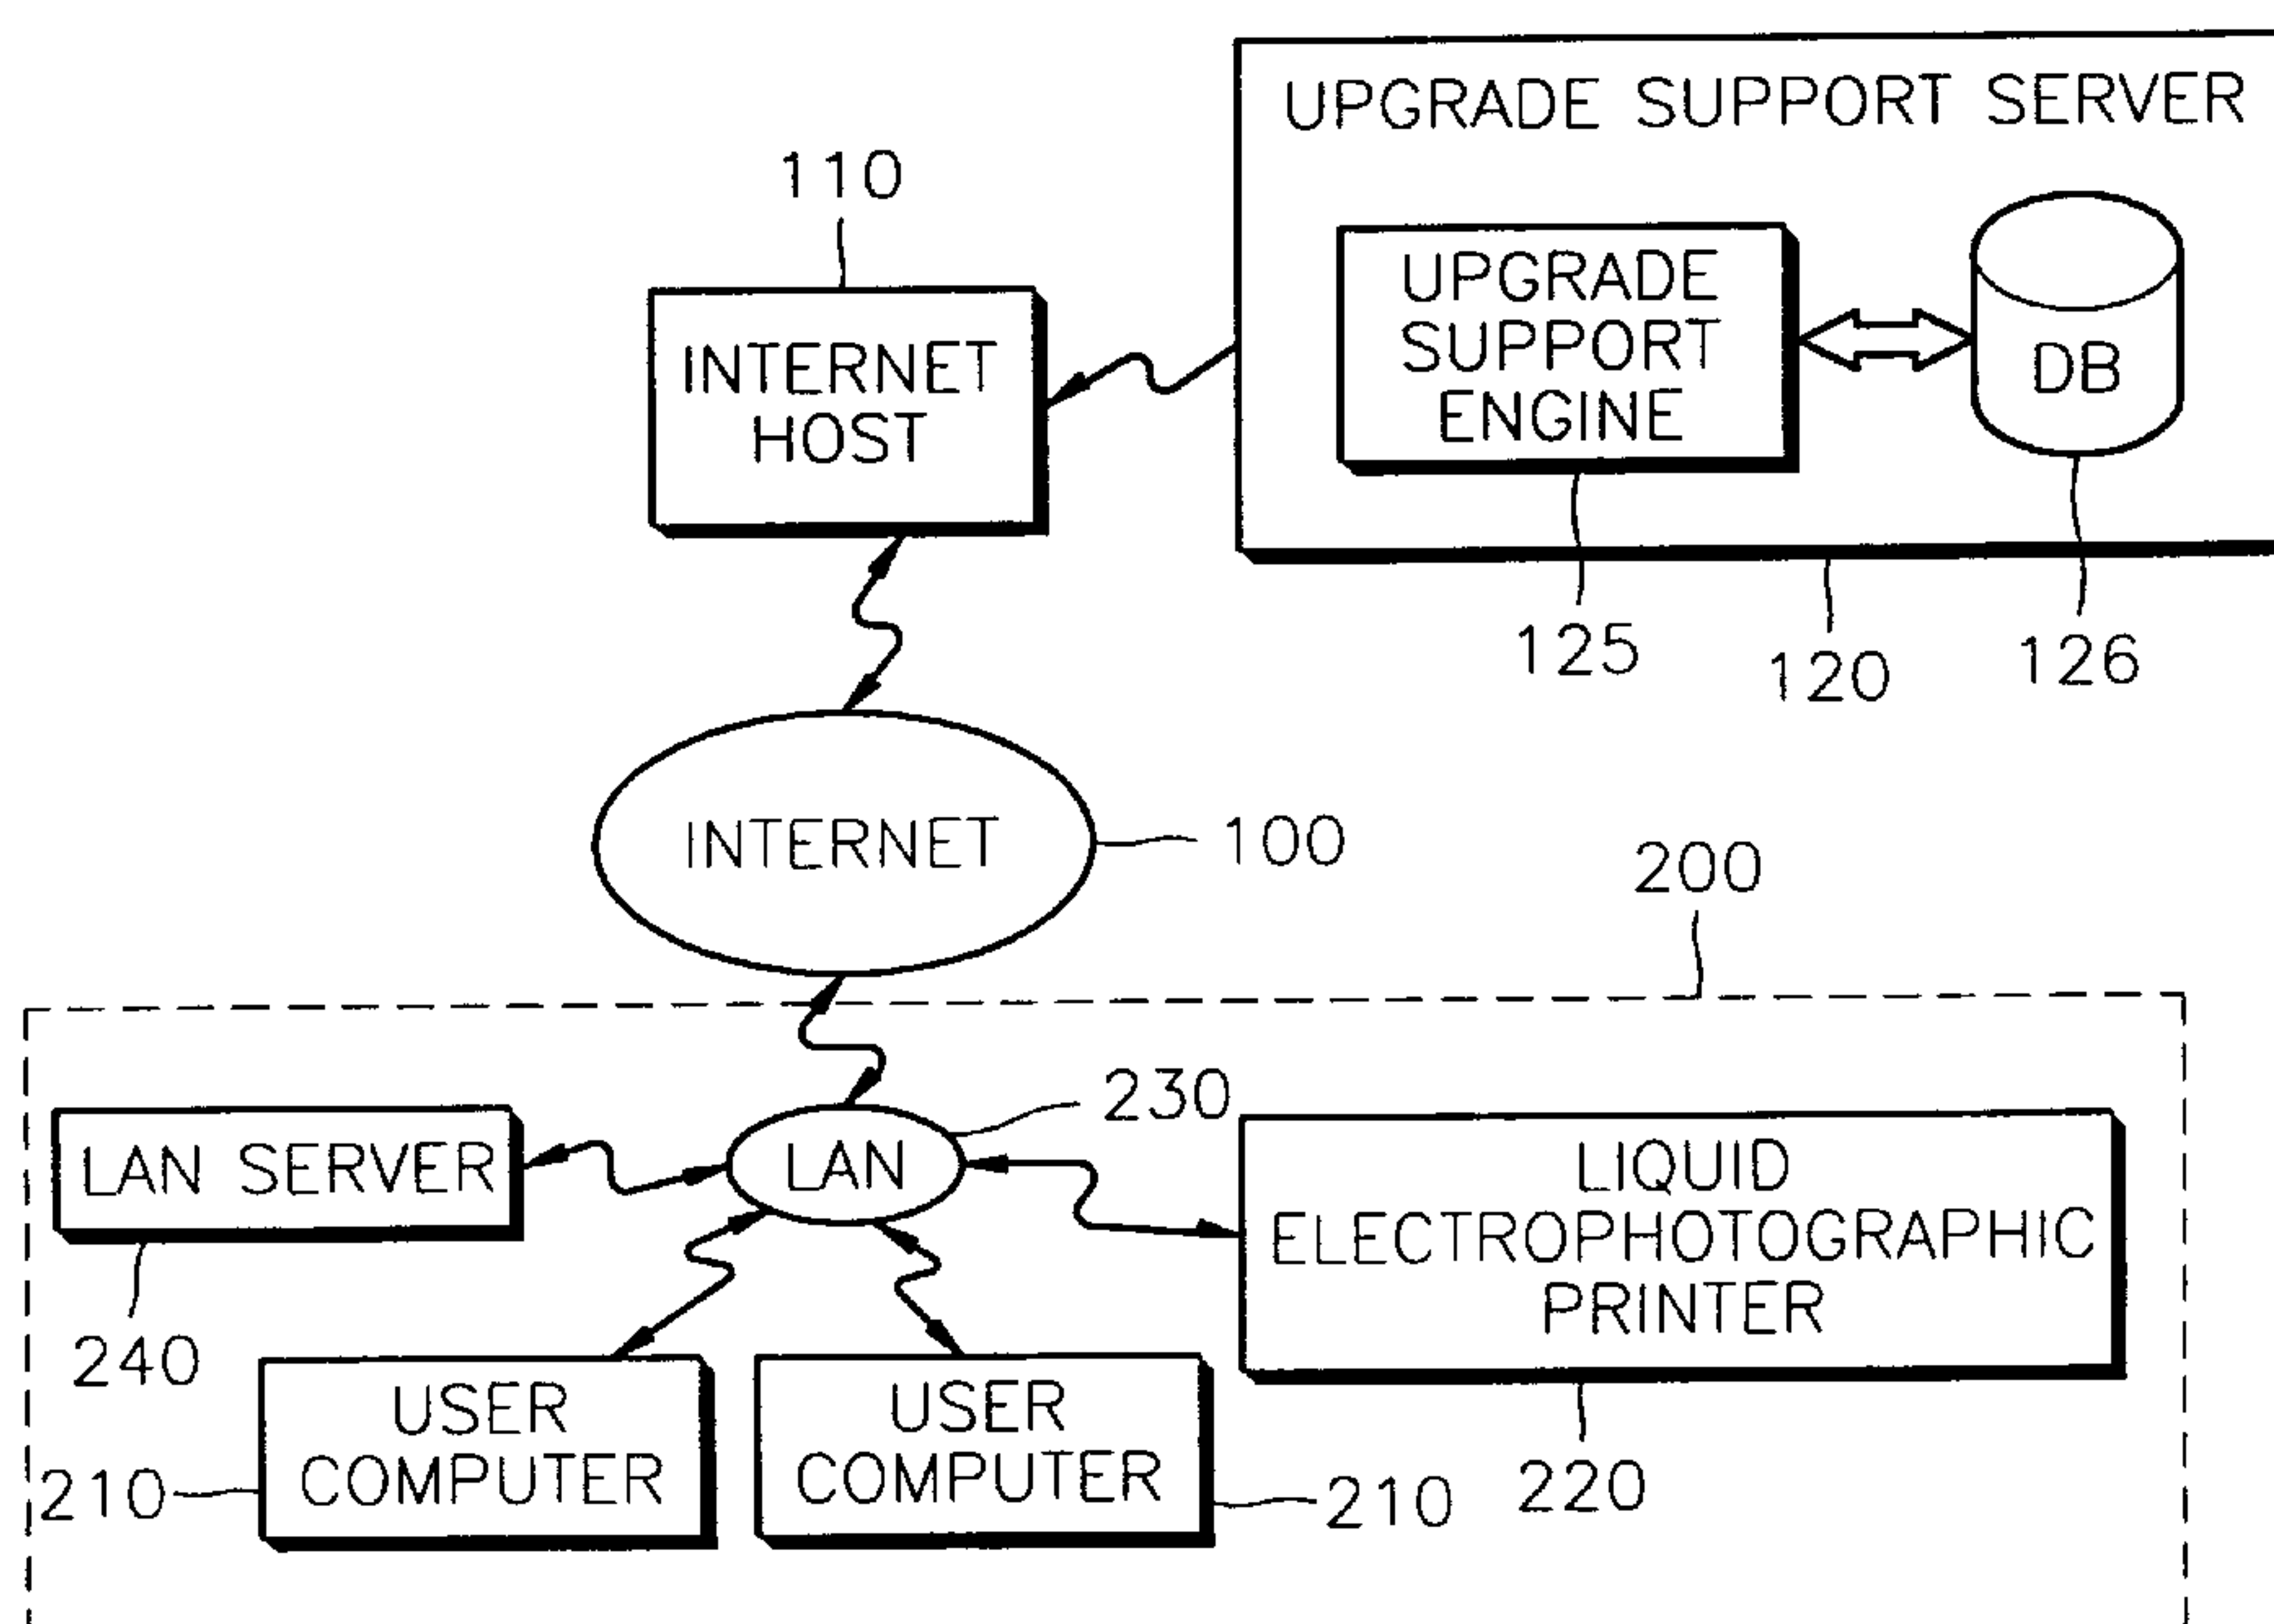 UPGRADE SUPPORT SERVER
110
UPGRADE
SUPPORT
ENGINE
DB
INTERNET
HOST
125
120
126
INTERNET
100
200
230
LAN SERVER
LAN
LIQUID
ELECTROPHOTOGRAPHIC
PRINTER
240
USER
COMPUTER
USER
COMPUTER
210
210
220